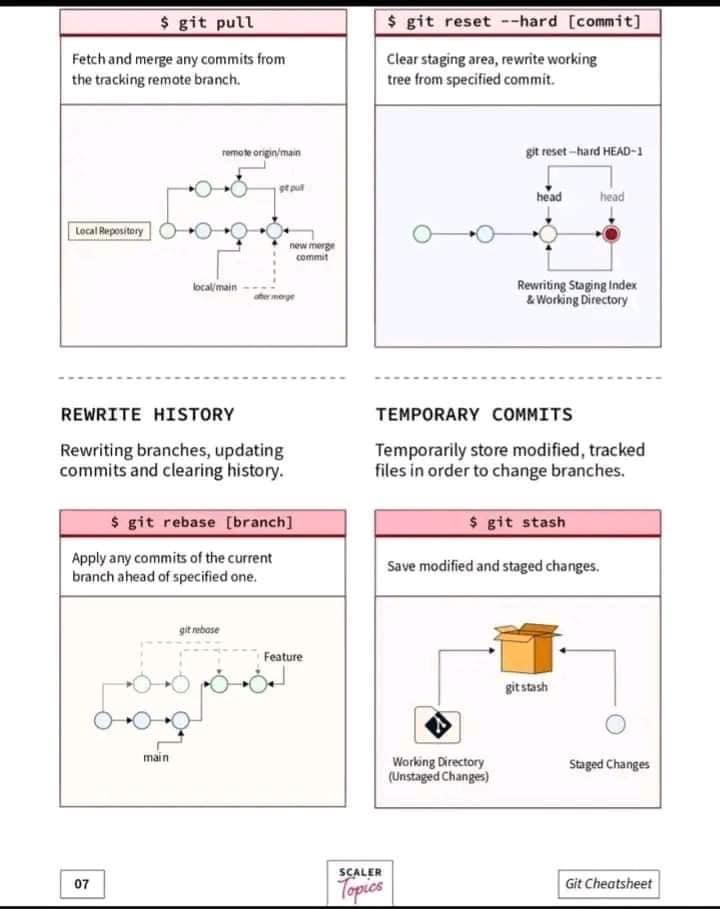 $ git pull
Fetch and merge any commits from
the tracking remote branch.
remote origin/main
git pull
Local Repository
new merge
commit
local/main
after merge
$ git reset --hard [commit]
Clear staging area, rewrite working
tree from specified commit.
git reset --hard HEAD~1
head
head
Rewriting Staging Index
& Working Directory
REWRITE HISTORY
Rewriting branches, updating
commits and clearing history.
$ git rebase [branch]
Apply any commits of the current
branch ahead of specified one.
git rebase
Feature
main
TEMPORARY COMMITS
Temporarily store modified, tracked
files in order to change branches.
$ git stash
Save modified and staged changes.
git stash
Working Directory
(Unstaged Changes)
Staged Changes
07
SCALER
Topics
Git Cheatsheet